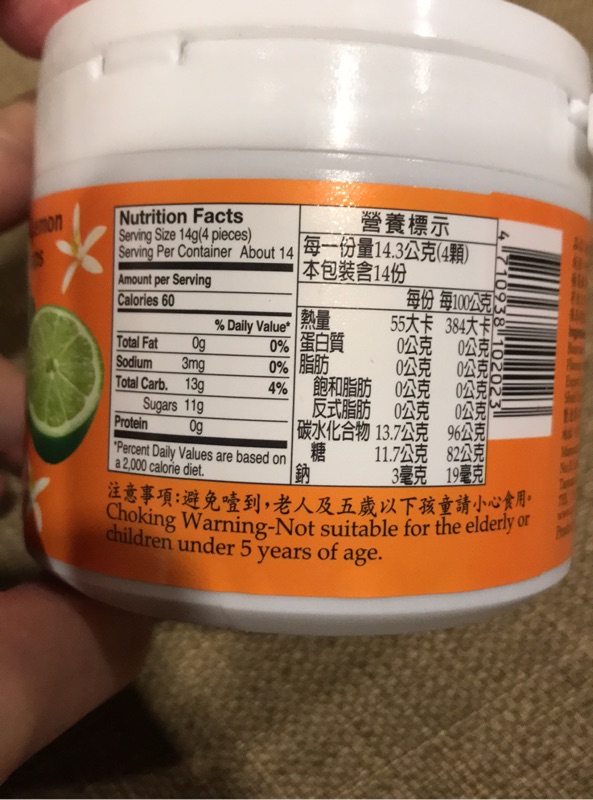 Nutrition Facts
Serving Size 14g(4 pieces)
Serving Per Container About 14
Amount per Serving
Calories 60
% Daily Value*
Total Fat 0g 0%
Sodium 3mg 0%
Total Carb. 13g 4%
Sugars 11g
Protein 0g
*Percent Daily Values are based on
a 2,000 calorie diet.
營養標示
每一份量14.3公克(4顆)
本包裝含14份
每份 每100公克
熱量 55大卡 384大卡
蛋白質 0公克 0公克
脂肪 0公克 0公克
飽和脂肪 0公克 0公克
反式脂肪 0公克 0公克
碳水化合物 13.7公克 96公克
糖 11.7公克 82公克
鈉 3毫克 19毫克
4 710938 102023
注意事項:避免噎到,老人及五歲以下孩童請小心食用。
Choking Warning-Not suitable for the elderly or
children under 5 years of age.